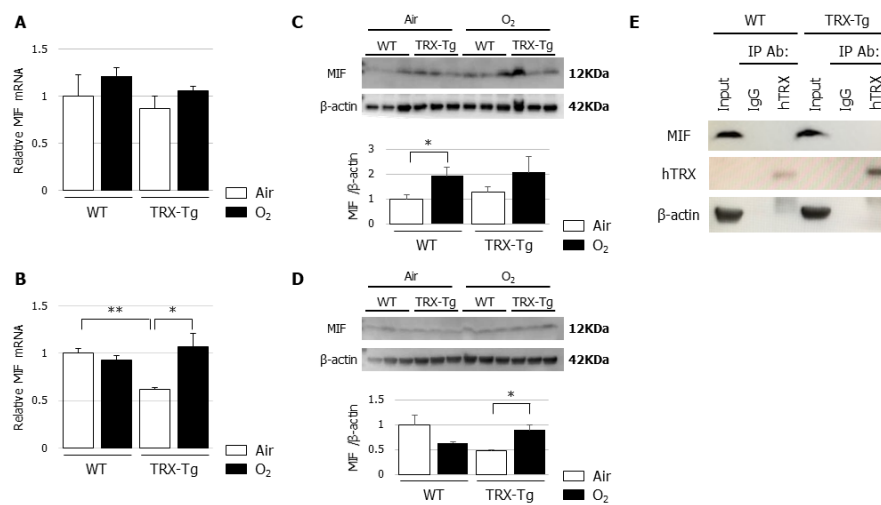 A
Relative MIF mRNA
1.5
1
0.5
0
WT
TRX-Tg
Air
O₂
B
Relative MIF mRNA
1.5
1
0.5
0
**
*
WT
TRX-Tg
Air
O₂
C
Air
O₂
WT
TRX-Tg
WT
TRX-Tg
MIF
12KDa
β-actin
42KDa
MIF /β-actin
3
2
1
0
*
WT
TRX-Tg
Air
O₂
D
Air
O₂
WT
TRX-Tg
WT
TRX-Tg
MIF
12KDa
β-actin
42KDa
MIF /β-actin
1.5
1
0.5
0
*
WT
TRX-Tg
Air
O₂
E
WT
TRX-Tg
IP Ab:
IP Ab:
Input
IgG
hTRX
Input
IgG
hTRX
MIF
hTRX
β-actin